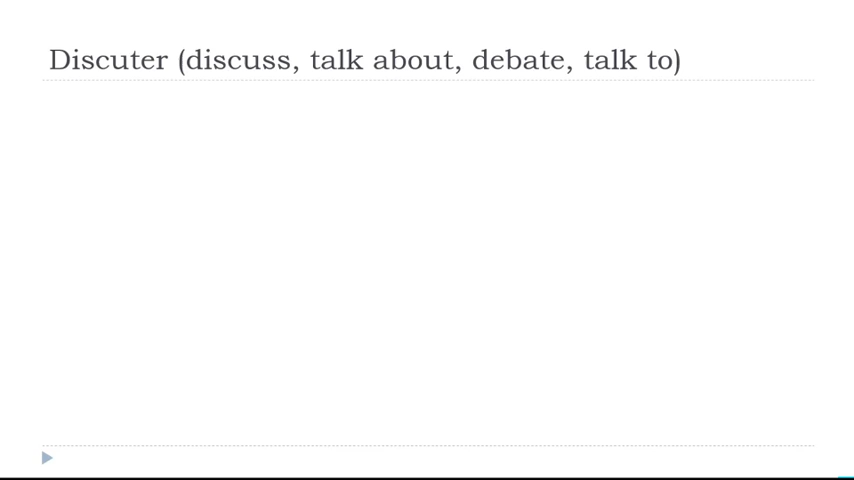 Discuter (discuss, talk about, debate, talk to)